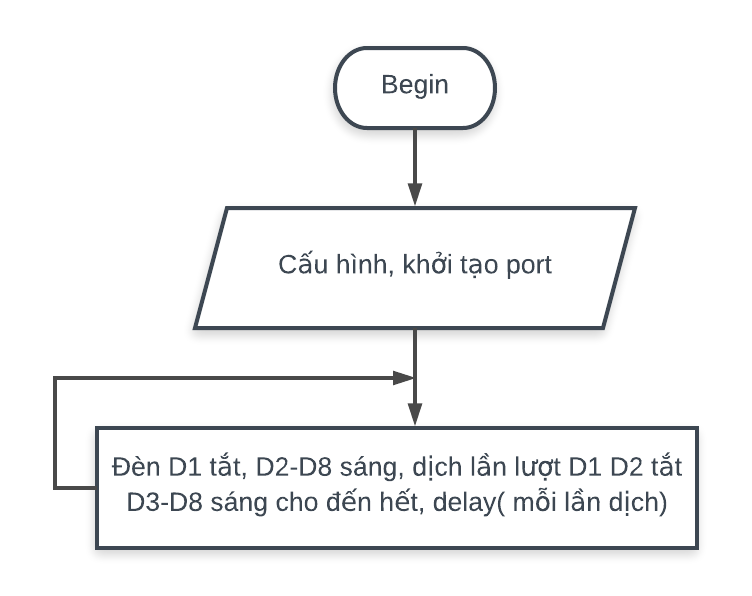 Begin
Cấu hình, khởi tạo port
Đèn D1 tắt, D2-D8 sáng, dịch lần lượt D1 D2 tắt
D3-D8 sáng cho đến hết, delay( mỗi lần dịch)